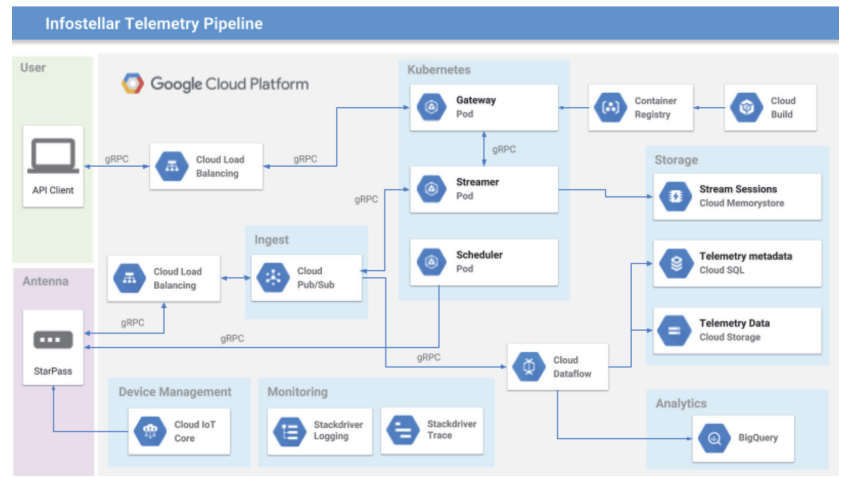 Infostellar Telemetry Pipeline
User
Google Cloud Platform
Kubernetes
Gateway
Pod
Container
Registry
Cloud
Build
gRPC
gRPC
Cloud Load
Balancing
API Client
gRPC
Storage
Streamer
Pod
Stream Sessions
Cloud Memorystore
gRPC
Ingest
Scheduler
Pod
Telemetry metadata
Cloud SQL
Antenna
Cloud Load
Balancing
Cloud
Pub/Sub
gRPC
StarPass
gRPC
Telemetry Data
Cloud Storage
gRPC
Cloud
Dataflow
Device Management
Cloud IoT
Core
Monitoring
Stackdriver
Logging
Stackdriver
Trace
Analytics
BigQuery